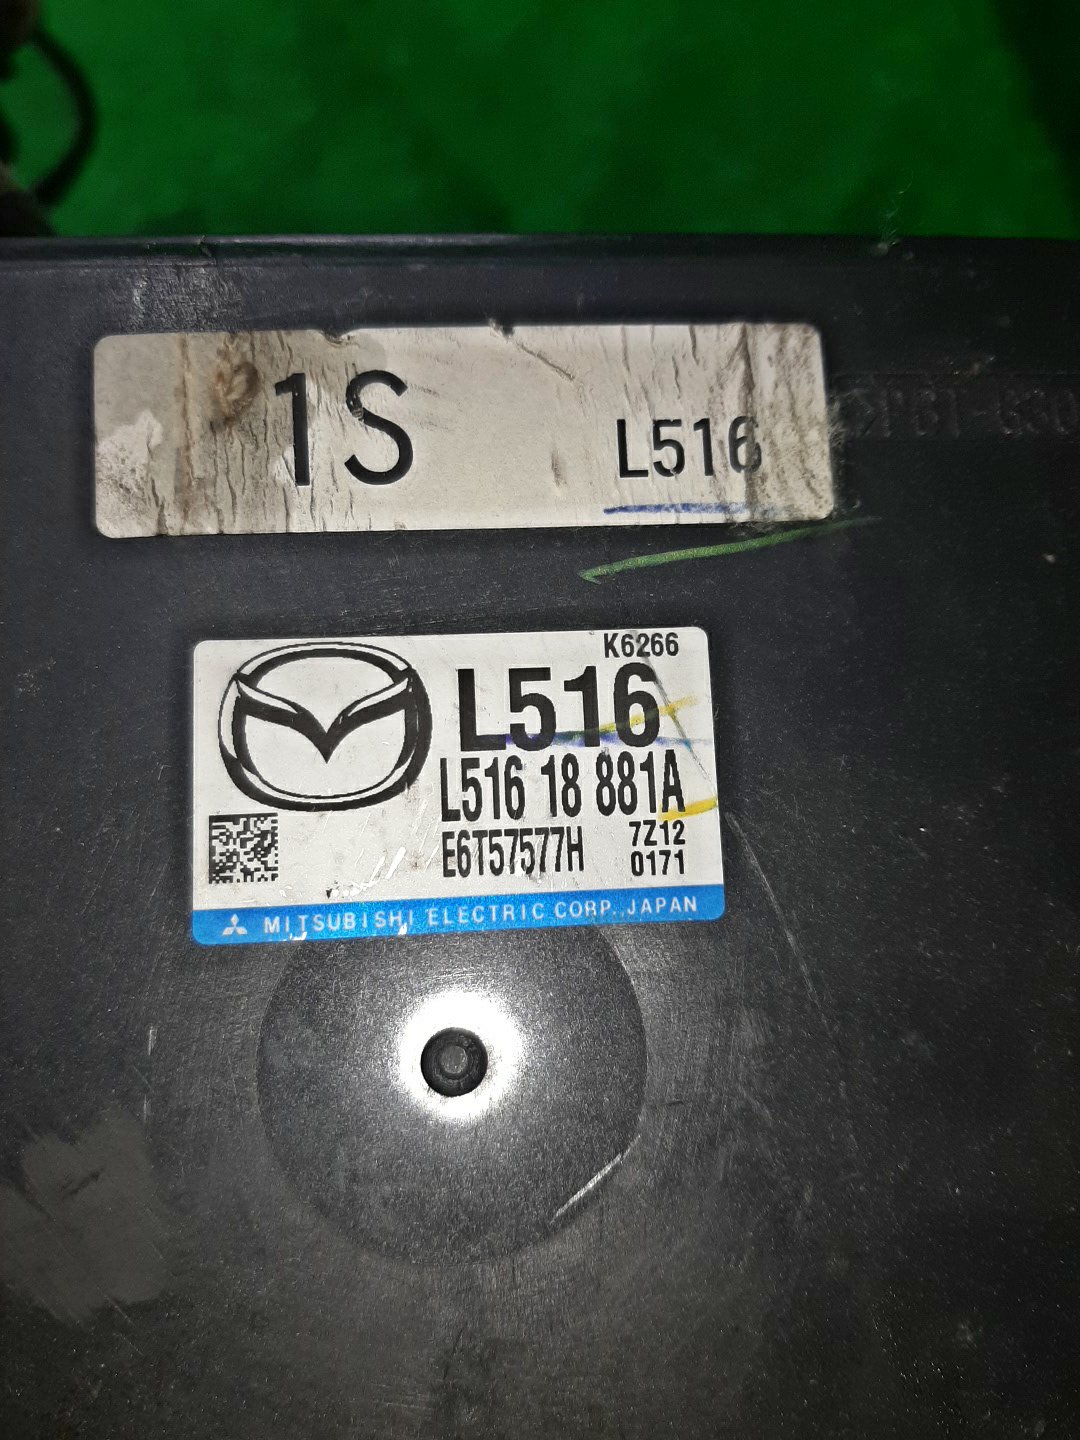 1S L516
K6266
L516
L516 18 881A
E6T57577H 7Z12
0171
MITSUBISHI ELECTRIC CORP., JAPAN